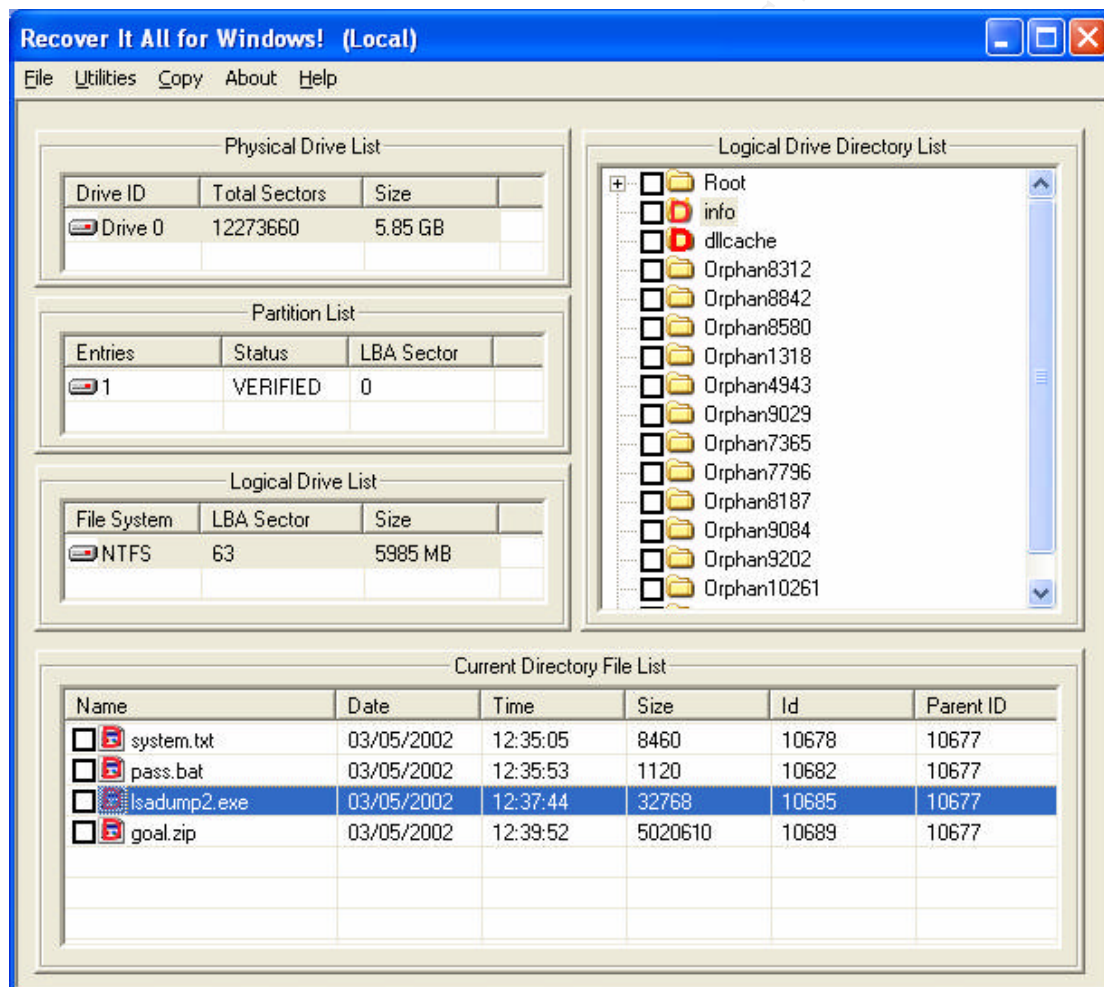 Recover It All for Windows! (Local)
File Utilities Copy About Help
Physical Drive List
Drive ID Total Sectors Size
Drive 0 12273660 5.85 GB
Partition List
Entries Status LBA Sector
1 VERIFIED 0
Logical Drive List
File System LBA Sector Size
NTFS 63 5985 MB
Logical Drive Directory List
Root
info
dllcache
Orphan8312
Orphan8842
Orphan8580
Orphan1318
Orphan4943
Orphan9029
Orphan7365
Orphan7796
Orphan8187
Orphan9084
Orphan9202
Orphan10261
Current Directory File List
Name Date Time Size Id Parent ID
system.txt 03/05/2002 12:35:05 8460 10678 10677
pass.bat 03/05/2002 12:35:53 1120 10682 10677
lsadump2.exe 03/05/2002 12:37:44 32768 10685 10677
goal.zip 03/05/2002 12:39:52 5020610 10689 10677